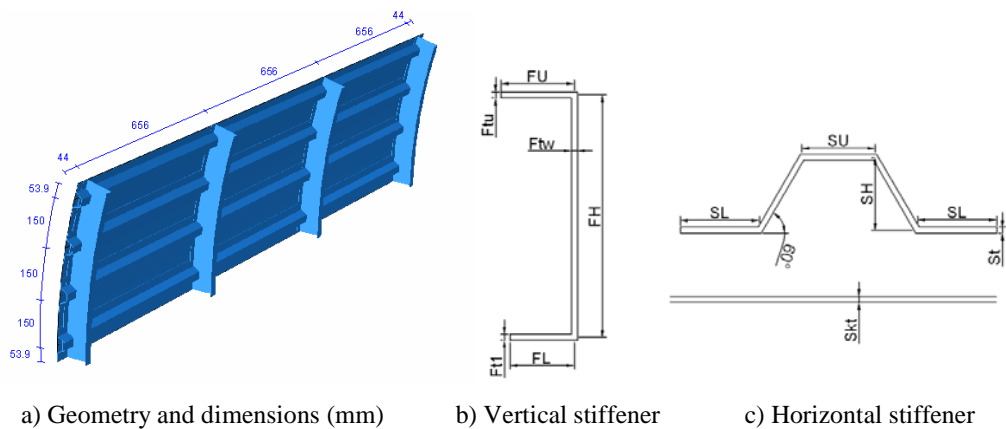 44
656
656
656
44
53.9
150
150
150
53.9
FU
Ftu
Ftw
FH
Ft1
FL
SU
SH
SL
SL
60°
St
Skt
a) Geometry and dimensions (mm)
b) Vertical stiffener
c) Horizontal stiffener